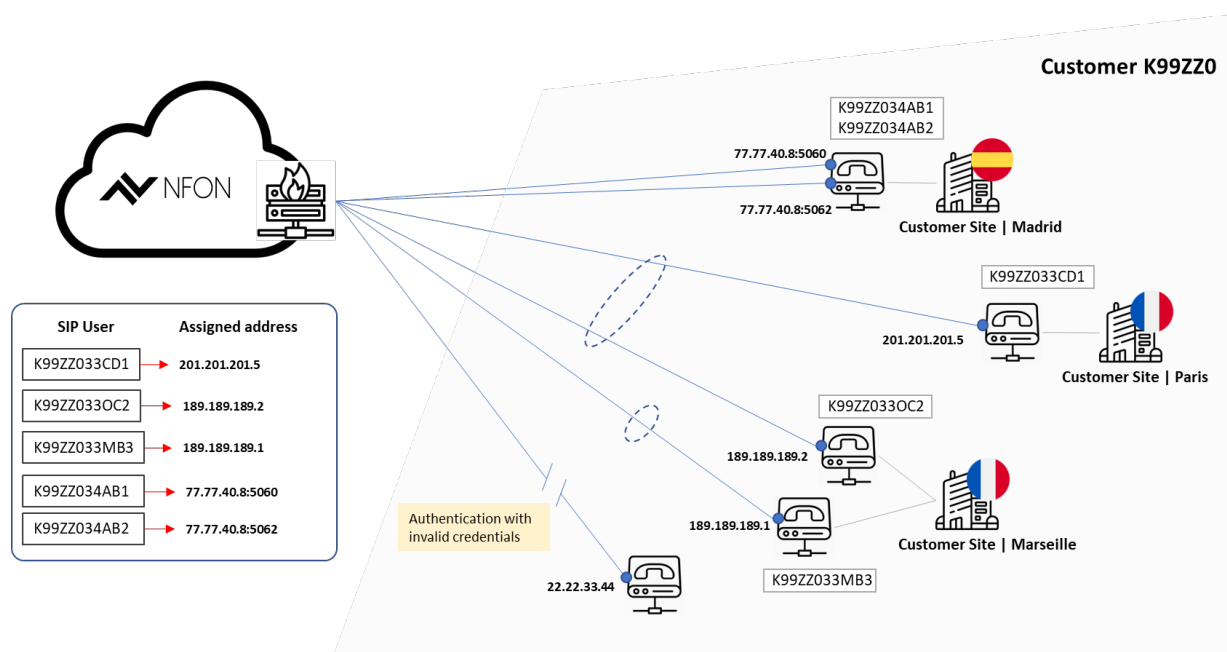 Customer K99ZZ0
NFON
K99ZZ034AB1
K99ZZ034AB2
77.77.40.8:5060
77.77.40.8:5062
Customer Site | Madrid
K99ZZ033CD1
201.201.201.5
Customer Site | Paris
SIP User Assigned address
K99ZZ033CD1 201.201.201.5
K99ZZ033OC2 189.189.189.2
K99ZZ033MB3 189.189.189.1
K99ZZ034AB1 77.77.40.8:5060
K99ZZ034AB2 77.77.40.8:5062
K99ZZ033OC2
189.189.189.2
189.189.189.1
K99ZZ033MB3
Customer Site | Marseille
Authentication with
invalid credentials
22.22.33.44